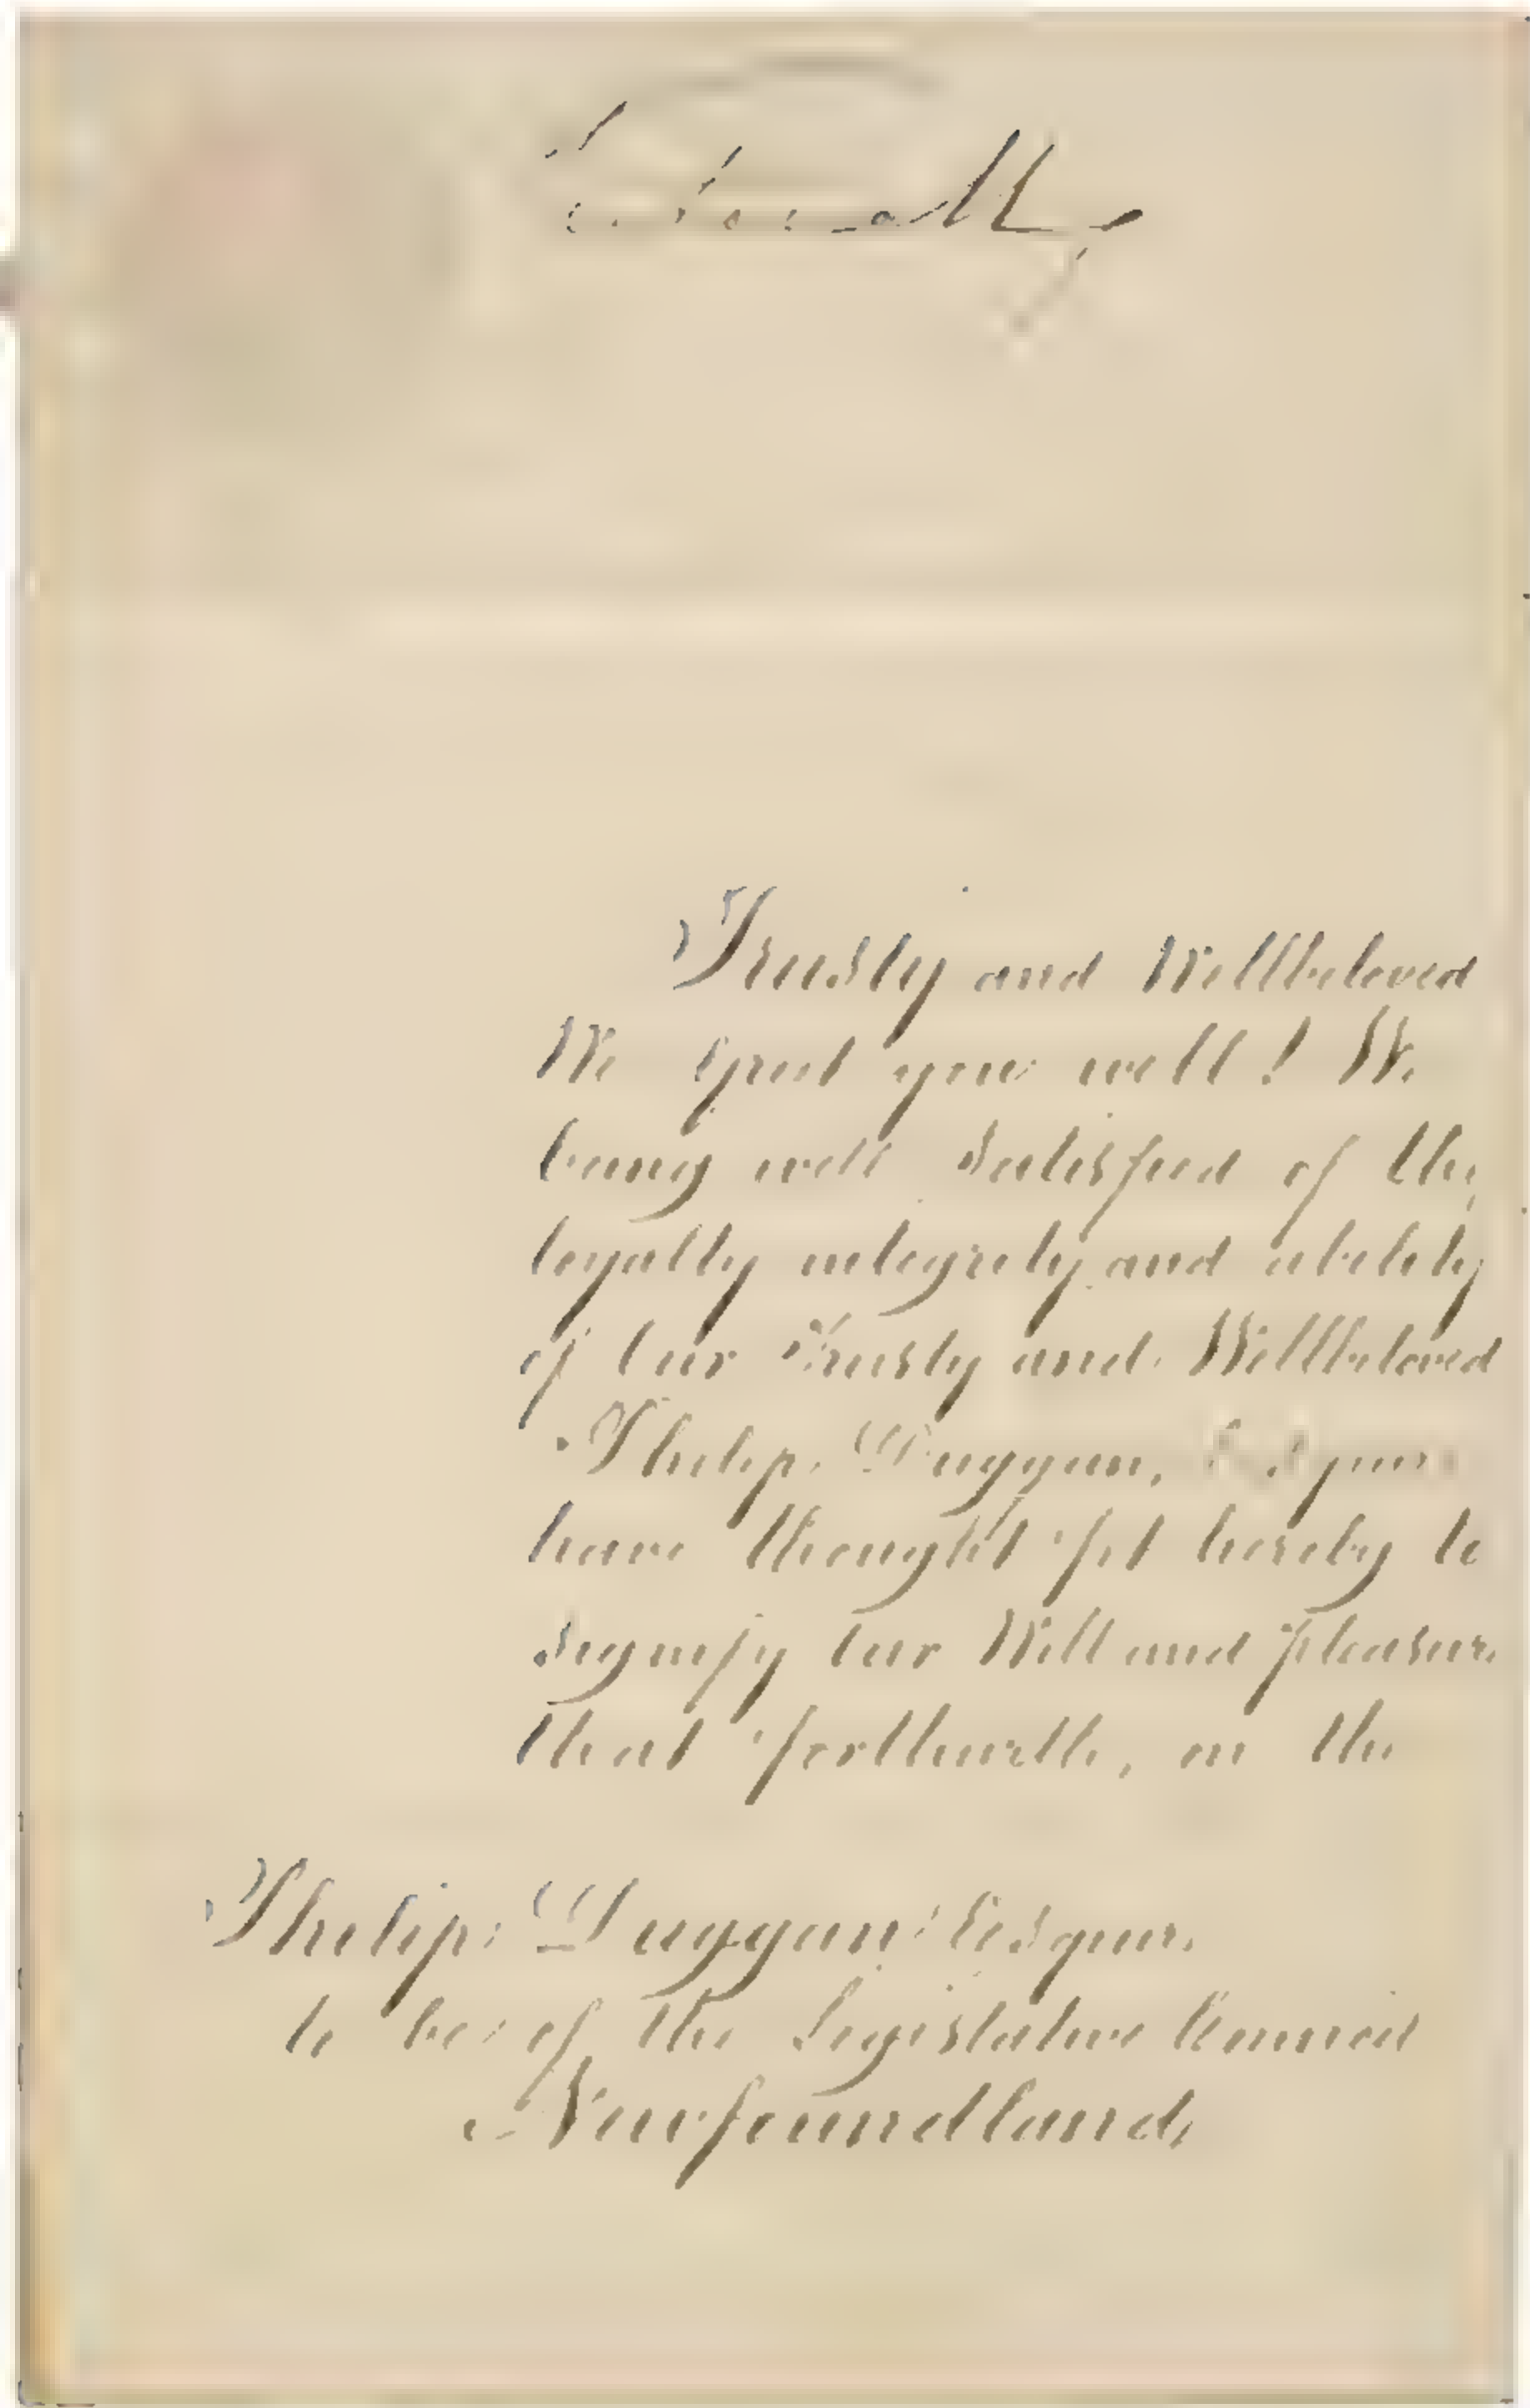 Trusty and Wellbeloved
We Greet you well! We
being well Satisfied of the
loyalty integrity and ability
of Our Trusty and Wellbeloved
Philip Duggan, Esquire
have thought fit hereby to
Signify Our Will and pleasure
that forthwith, on the
Philip Duggan Esquire
to be of the Legislative Council
Newfoundland